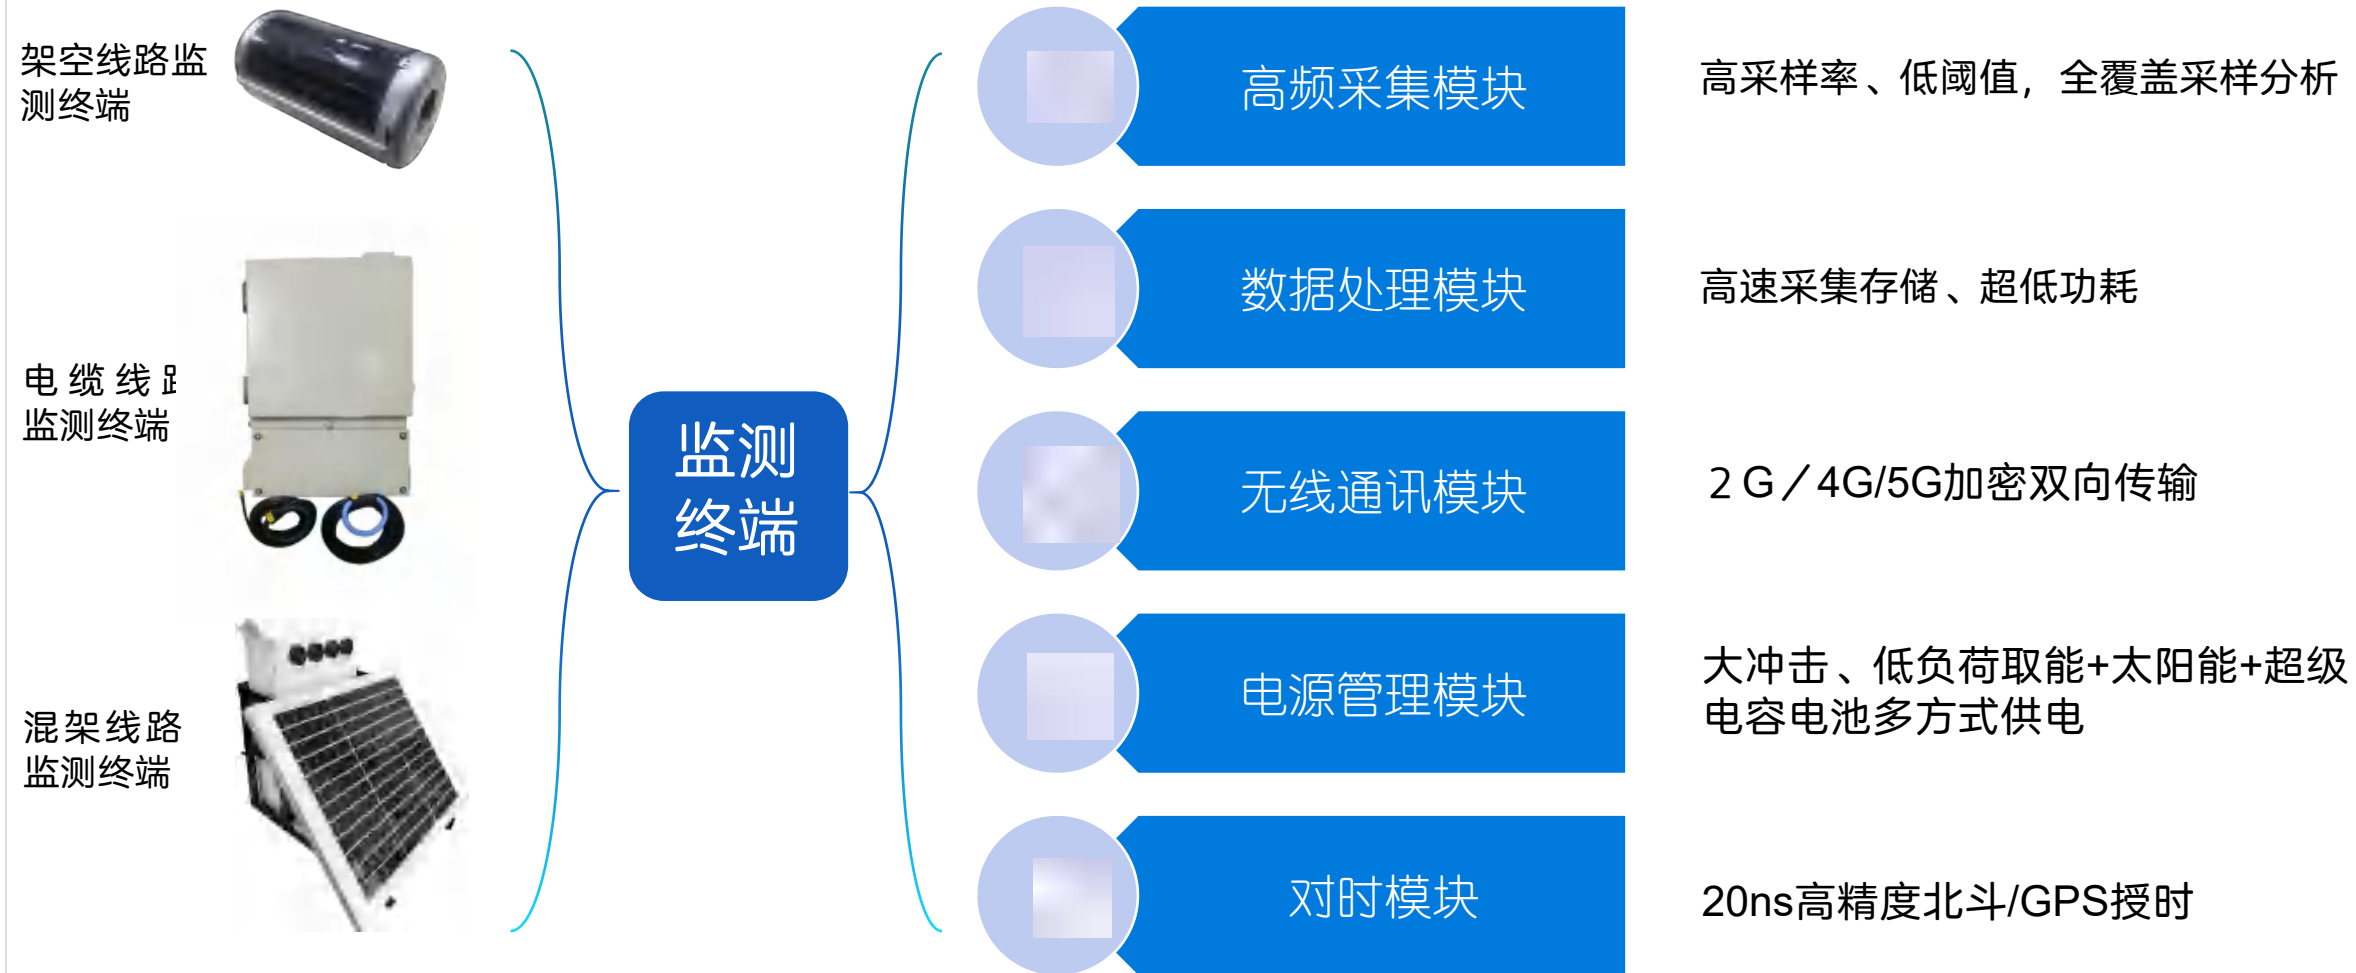 架空线路监
测终端
电缆线
监测终端
混架线路
监测终端
监测
终端
高频采集模块
高采样率、低阈值，全覆盖采样分析
数据处理模块
高速采集存储、超低功耗
无线通讯模块
２G／4G/5G加密双向传输
电源管理模块
大冲击、低负荷取能+太阳能+超级
电容电池多方式供电
对时模块
20ns高精度北斗/GPS授时